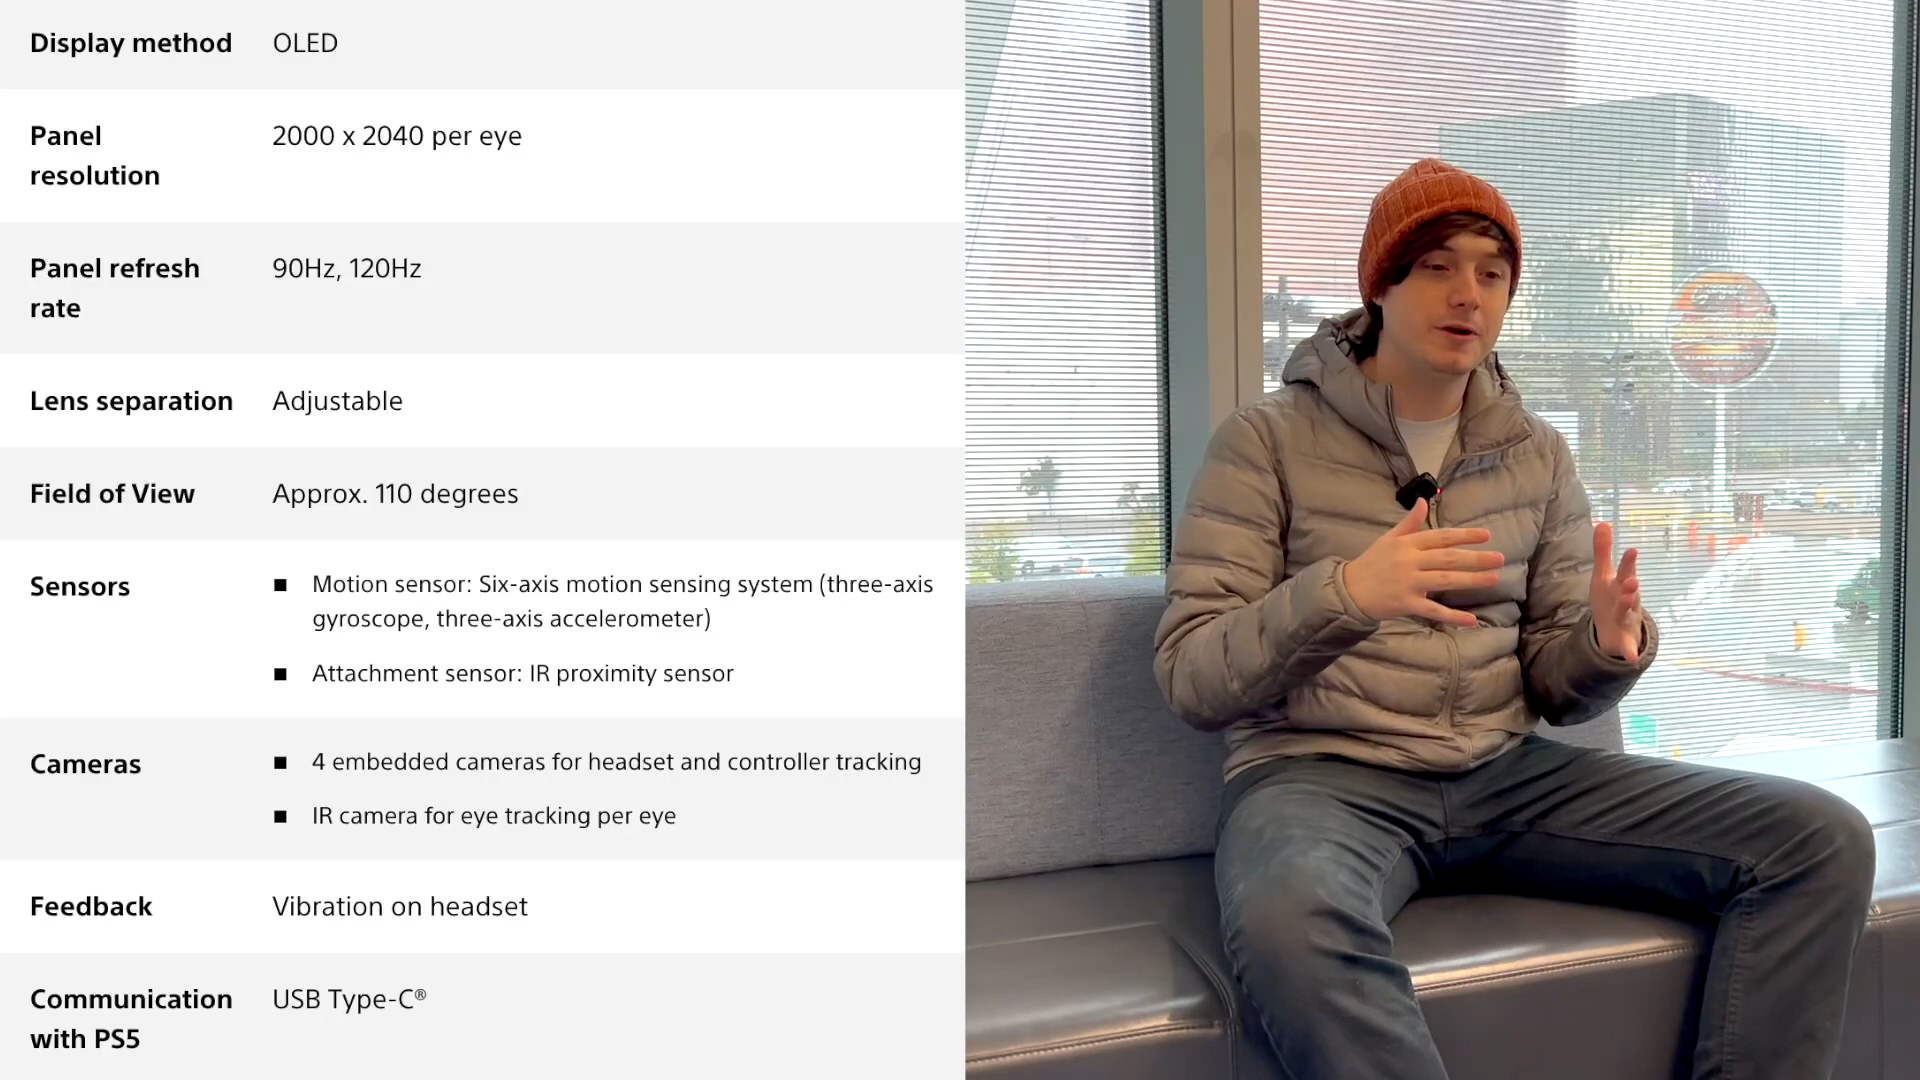 Display method OLED
Panel resolution 2000 x 2040 per eye
Panel refresh rate 90Hz, 120Hz
Lens separation Adjustable
Field of View Approx. 110 degrees
Sensors
■ Motion sensor: Six-axis motion sensing system (three-axis
gyroscope, three-axis accelerometer)
■ Attachment sensor: IR proximity sensor
Cameras
■ 4 embedded cameras for headset and controller tracking
■ IR camera for eye tracking per eye
Feedback Vibration on headset
Communication with PS5 USB Type-C®